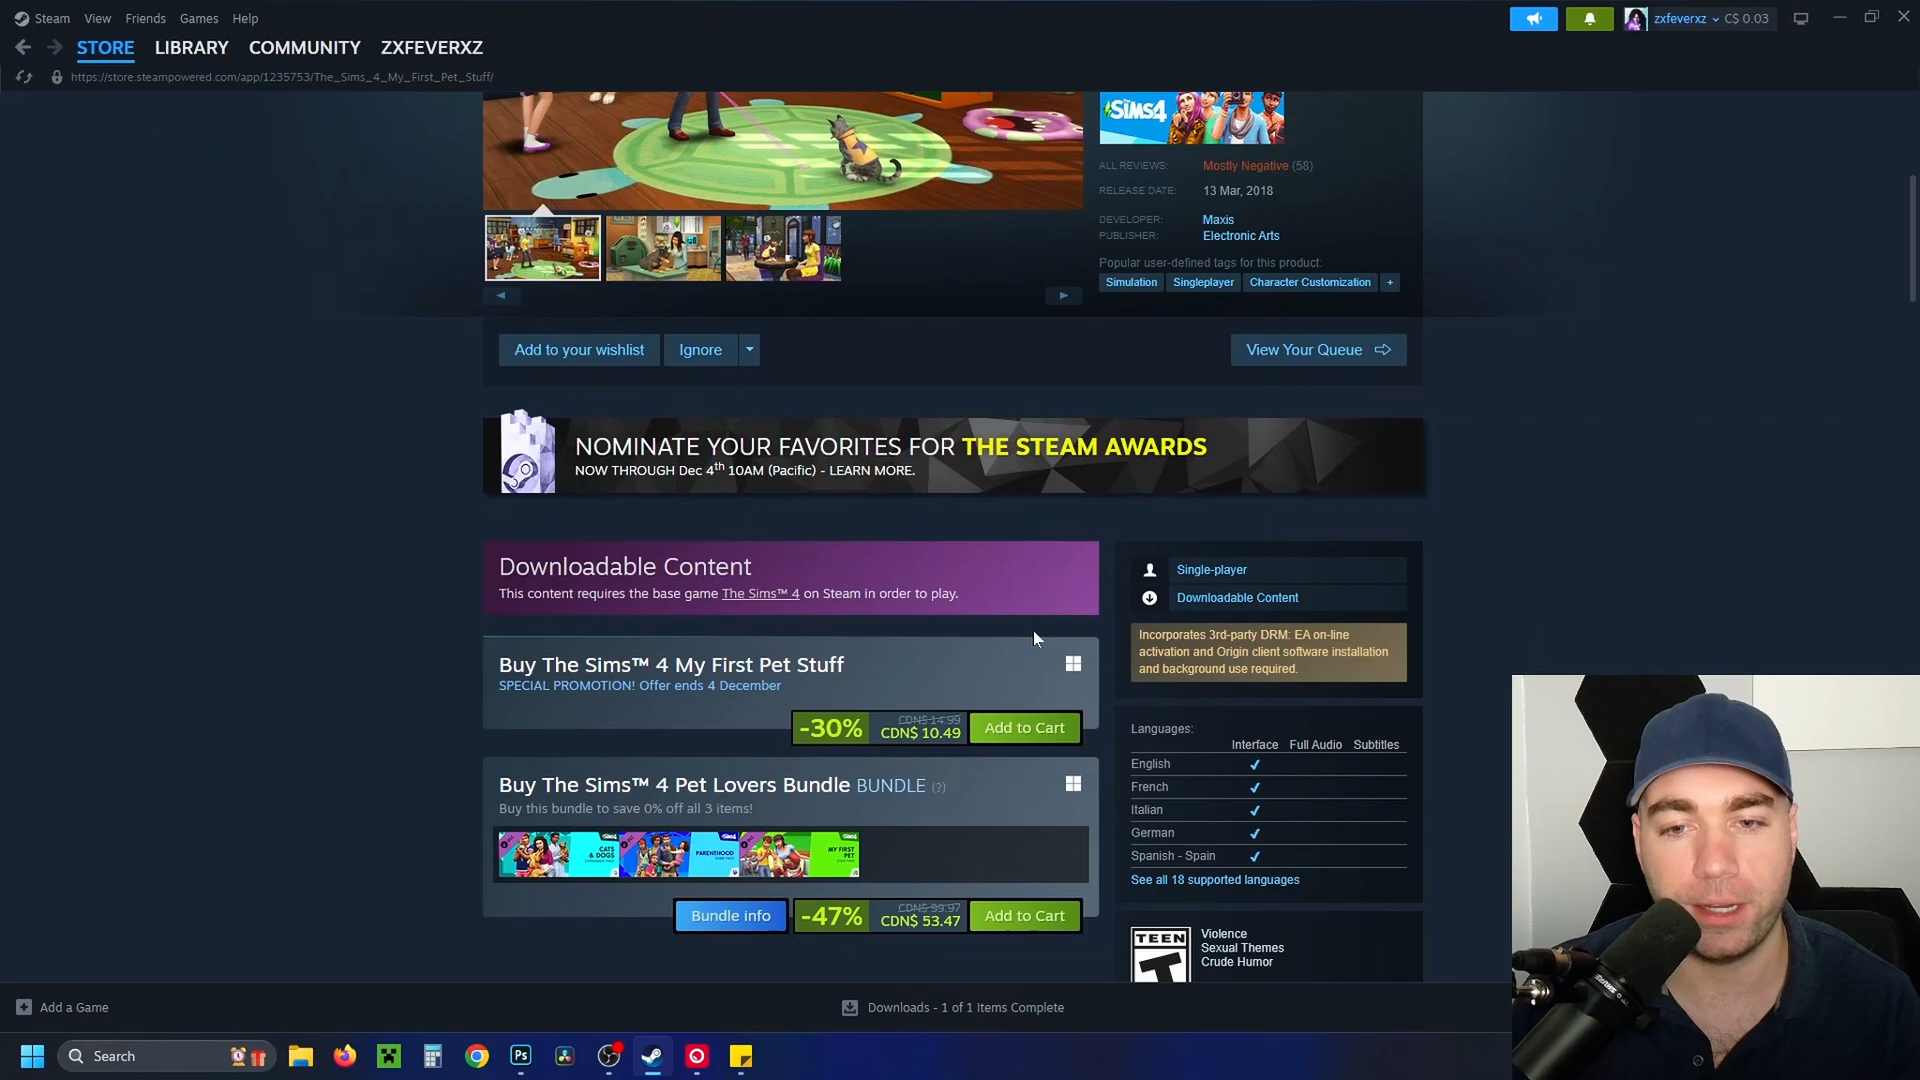 Steam View Friends Games Help
zxfeverxz C$ 0.03
STORE LIBRARY COMMUNITY ZXFEVERXZ
https://store.steampowered.com/app/1235753/The_Sims_4_My_First_Pet_Stuff/
SiMS4
ALL REVIEWS: Mostly Negative (58)
RELEASE DATE: 13 Mar, 2018
DEVELOPER: Maxis
PUBLISHER: Electronic Arts
Popular user-defined tags for this product:
Simulation Singleplayer Character Customization +
Add to your wishlist Ignore View Your Queue
NOMINATE YOUR FAVORITES FOR THE STEAM AWARDS
NOW THROUGH Dec 4th 10AM (Pacific) - LEARN MORE.
Downloadable Content
This content requires the base game The Sims™ 4 on Steam in order to play.
Buy The Sims™ 4 My First Pet Stuff
SPECIAL PROMOTION! Offer ends 4 December
-30% CDN$ 14.99 CDN$ 10.49 Add to Cart
Buy The Sims™ 4 Pet Lovers Bundle BUNDLE (?)
Buy this bundle to save 0% off all 3 items!
CATS & DOGS
PARENTHOOD
MY FIRST PET
Bundle info -47% CDN$ 99.97 CDN$ 53.47 Add to Cart
Single-player
Downloadable Content
Incorporates 3rd-party DRM: EA on-line
activation and Origin client software installation
and background use required.
Languages:
Interface Full Audio Subtitles
English ✔
French ✔
Italian ✔
German ✔
Spanish - Spain ✔
See all 18 supported languages
TEEN
T
Violence
Sexual Themes
Crude Humor
Add a Game
Downloads - 1 of 1 Items Complete
Search
Ps